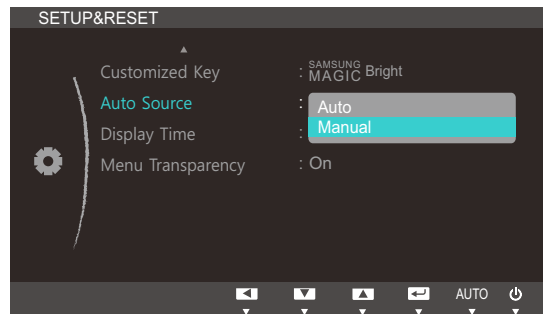 SETUP&RESET
Customized Key : SAMSUNG MAGIC Bright
Auto Source : Auto
Manual
Display Time :
Menu Transparency : On
AUTO